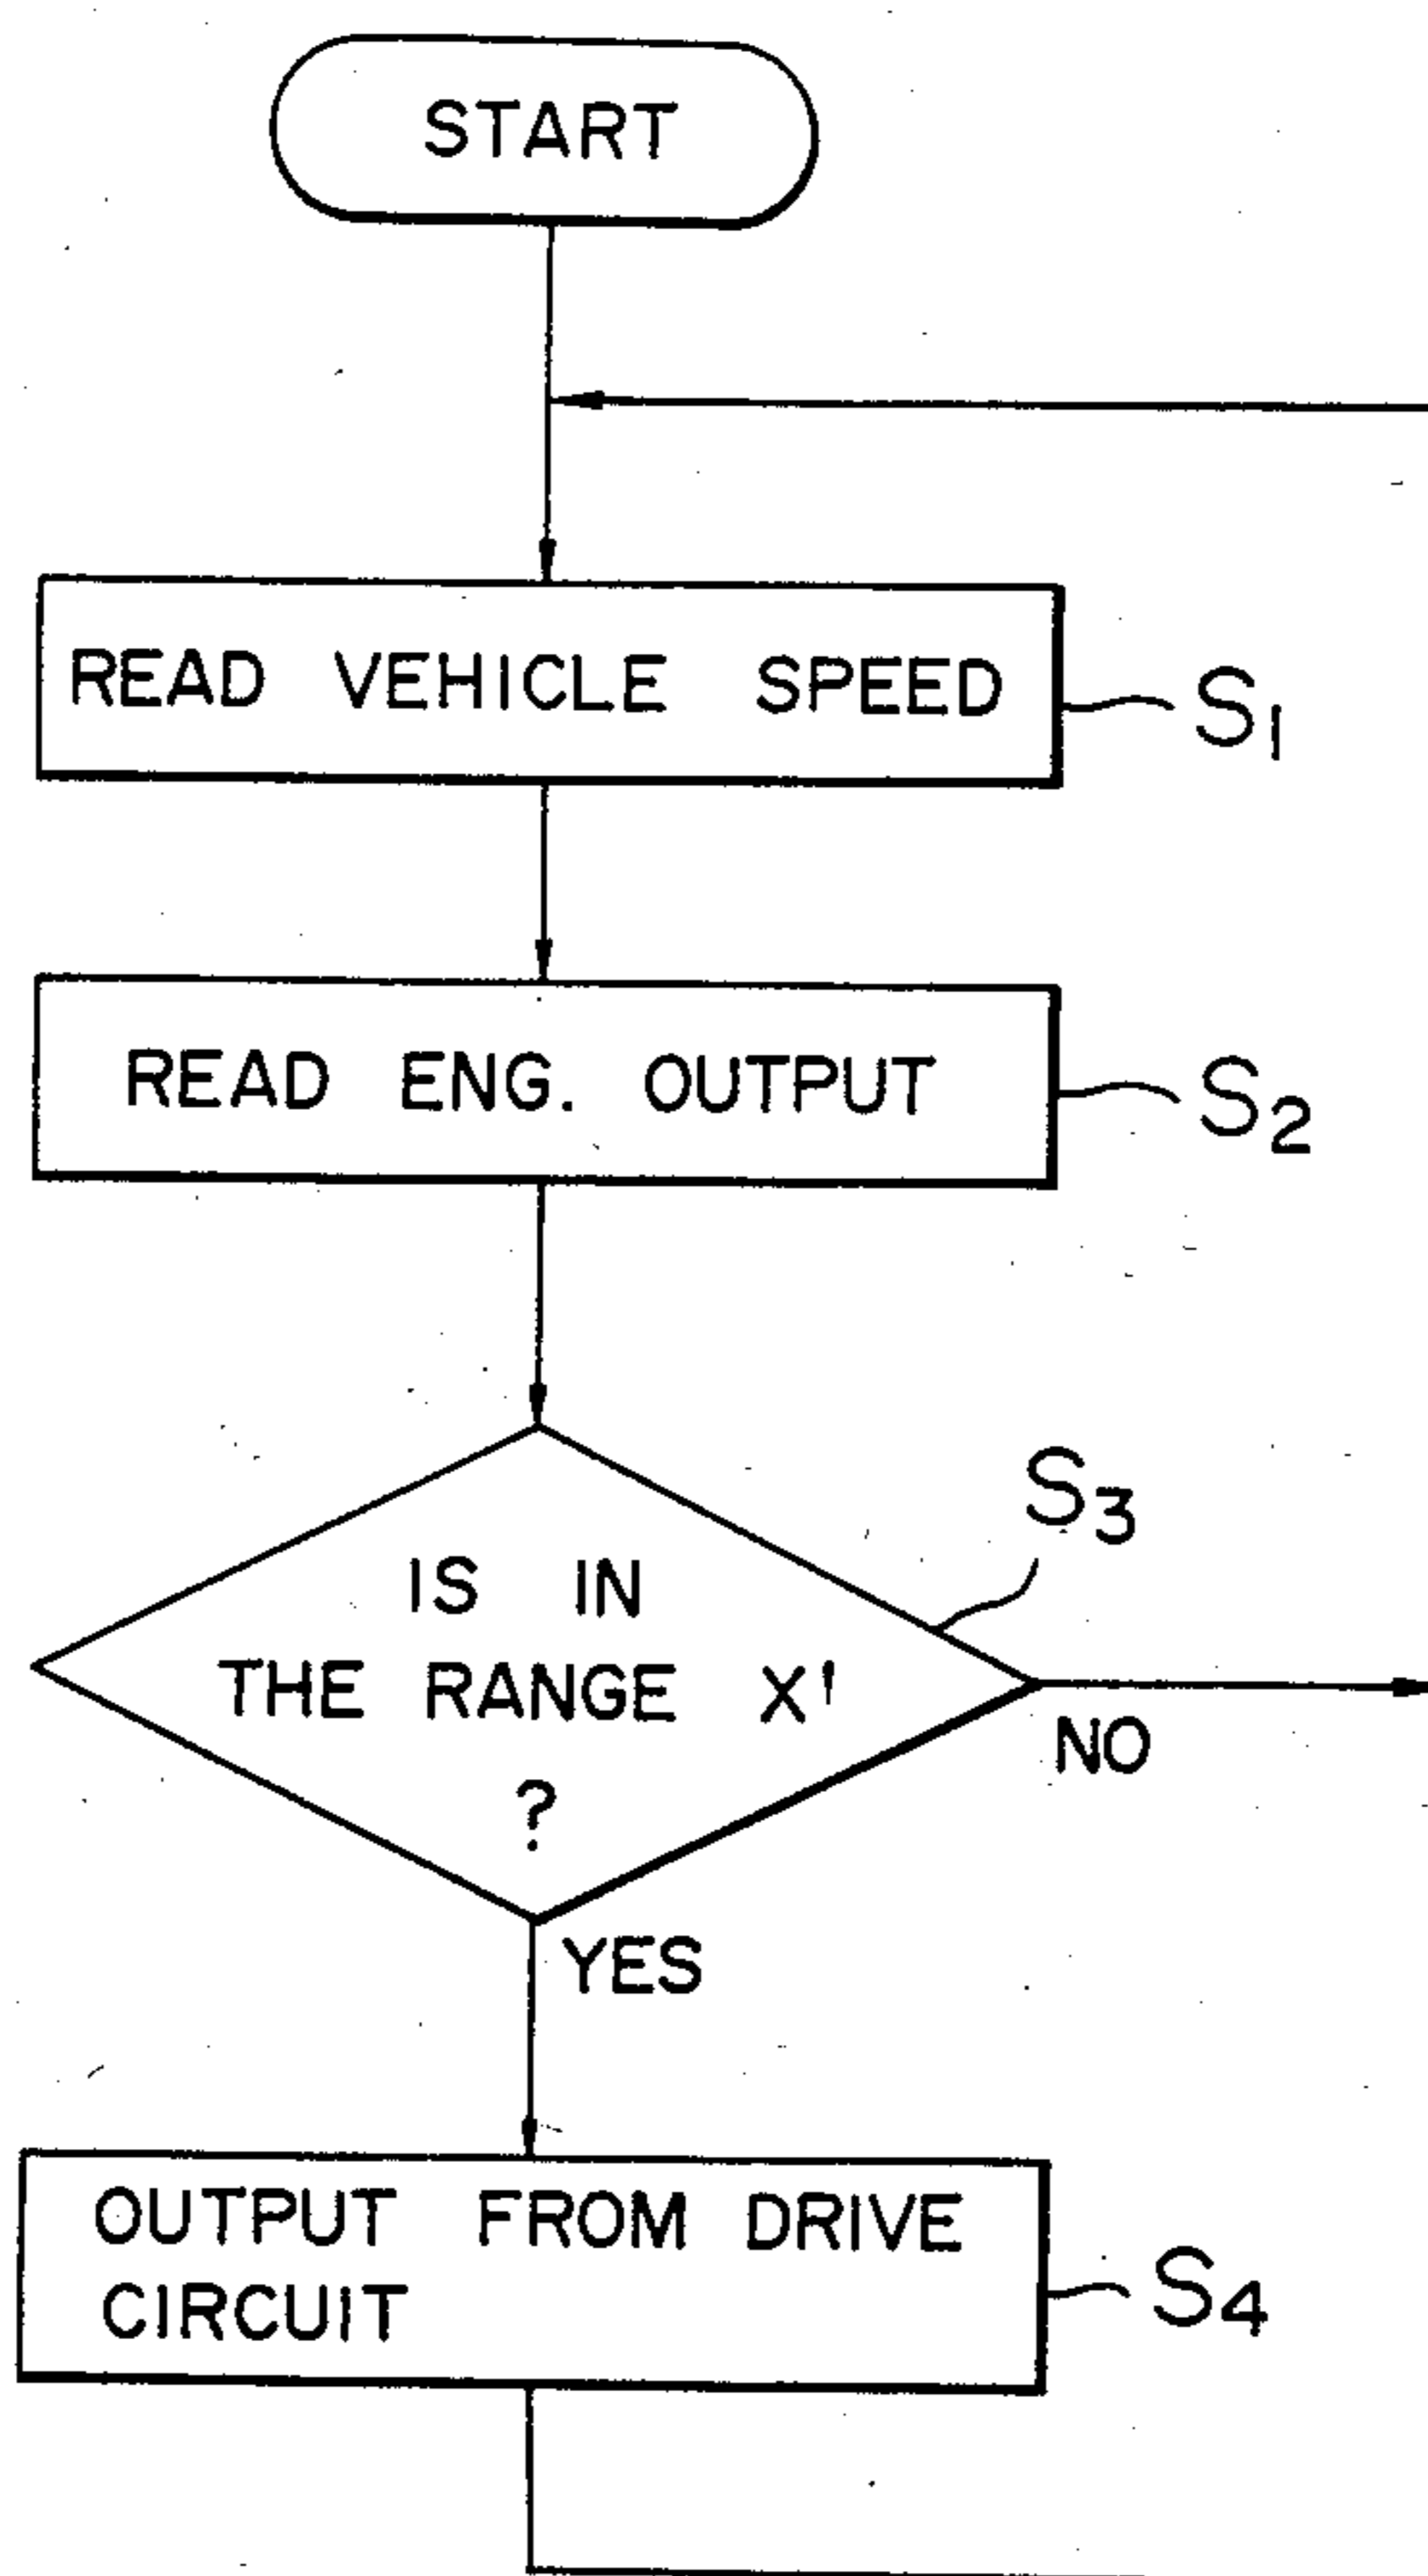 START
READ VEHICLE SPEED
S1
READ ENG. OUTPUT
S2
S3
IS IN
THE RANGE X'
?
NO
YES
OUTPUT FROM DRIVE
CIRCUIT
S4